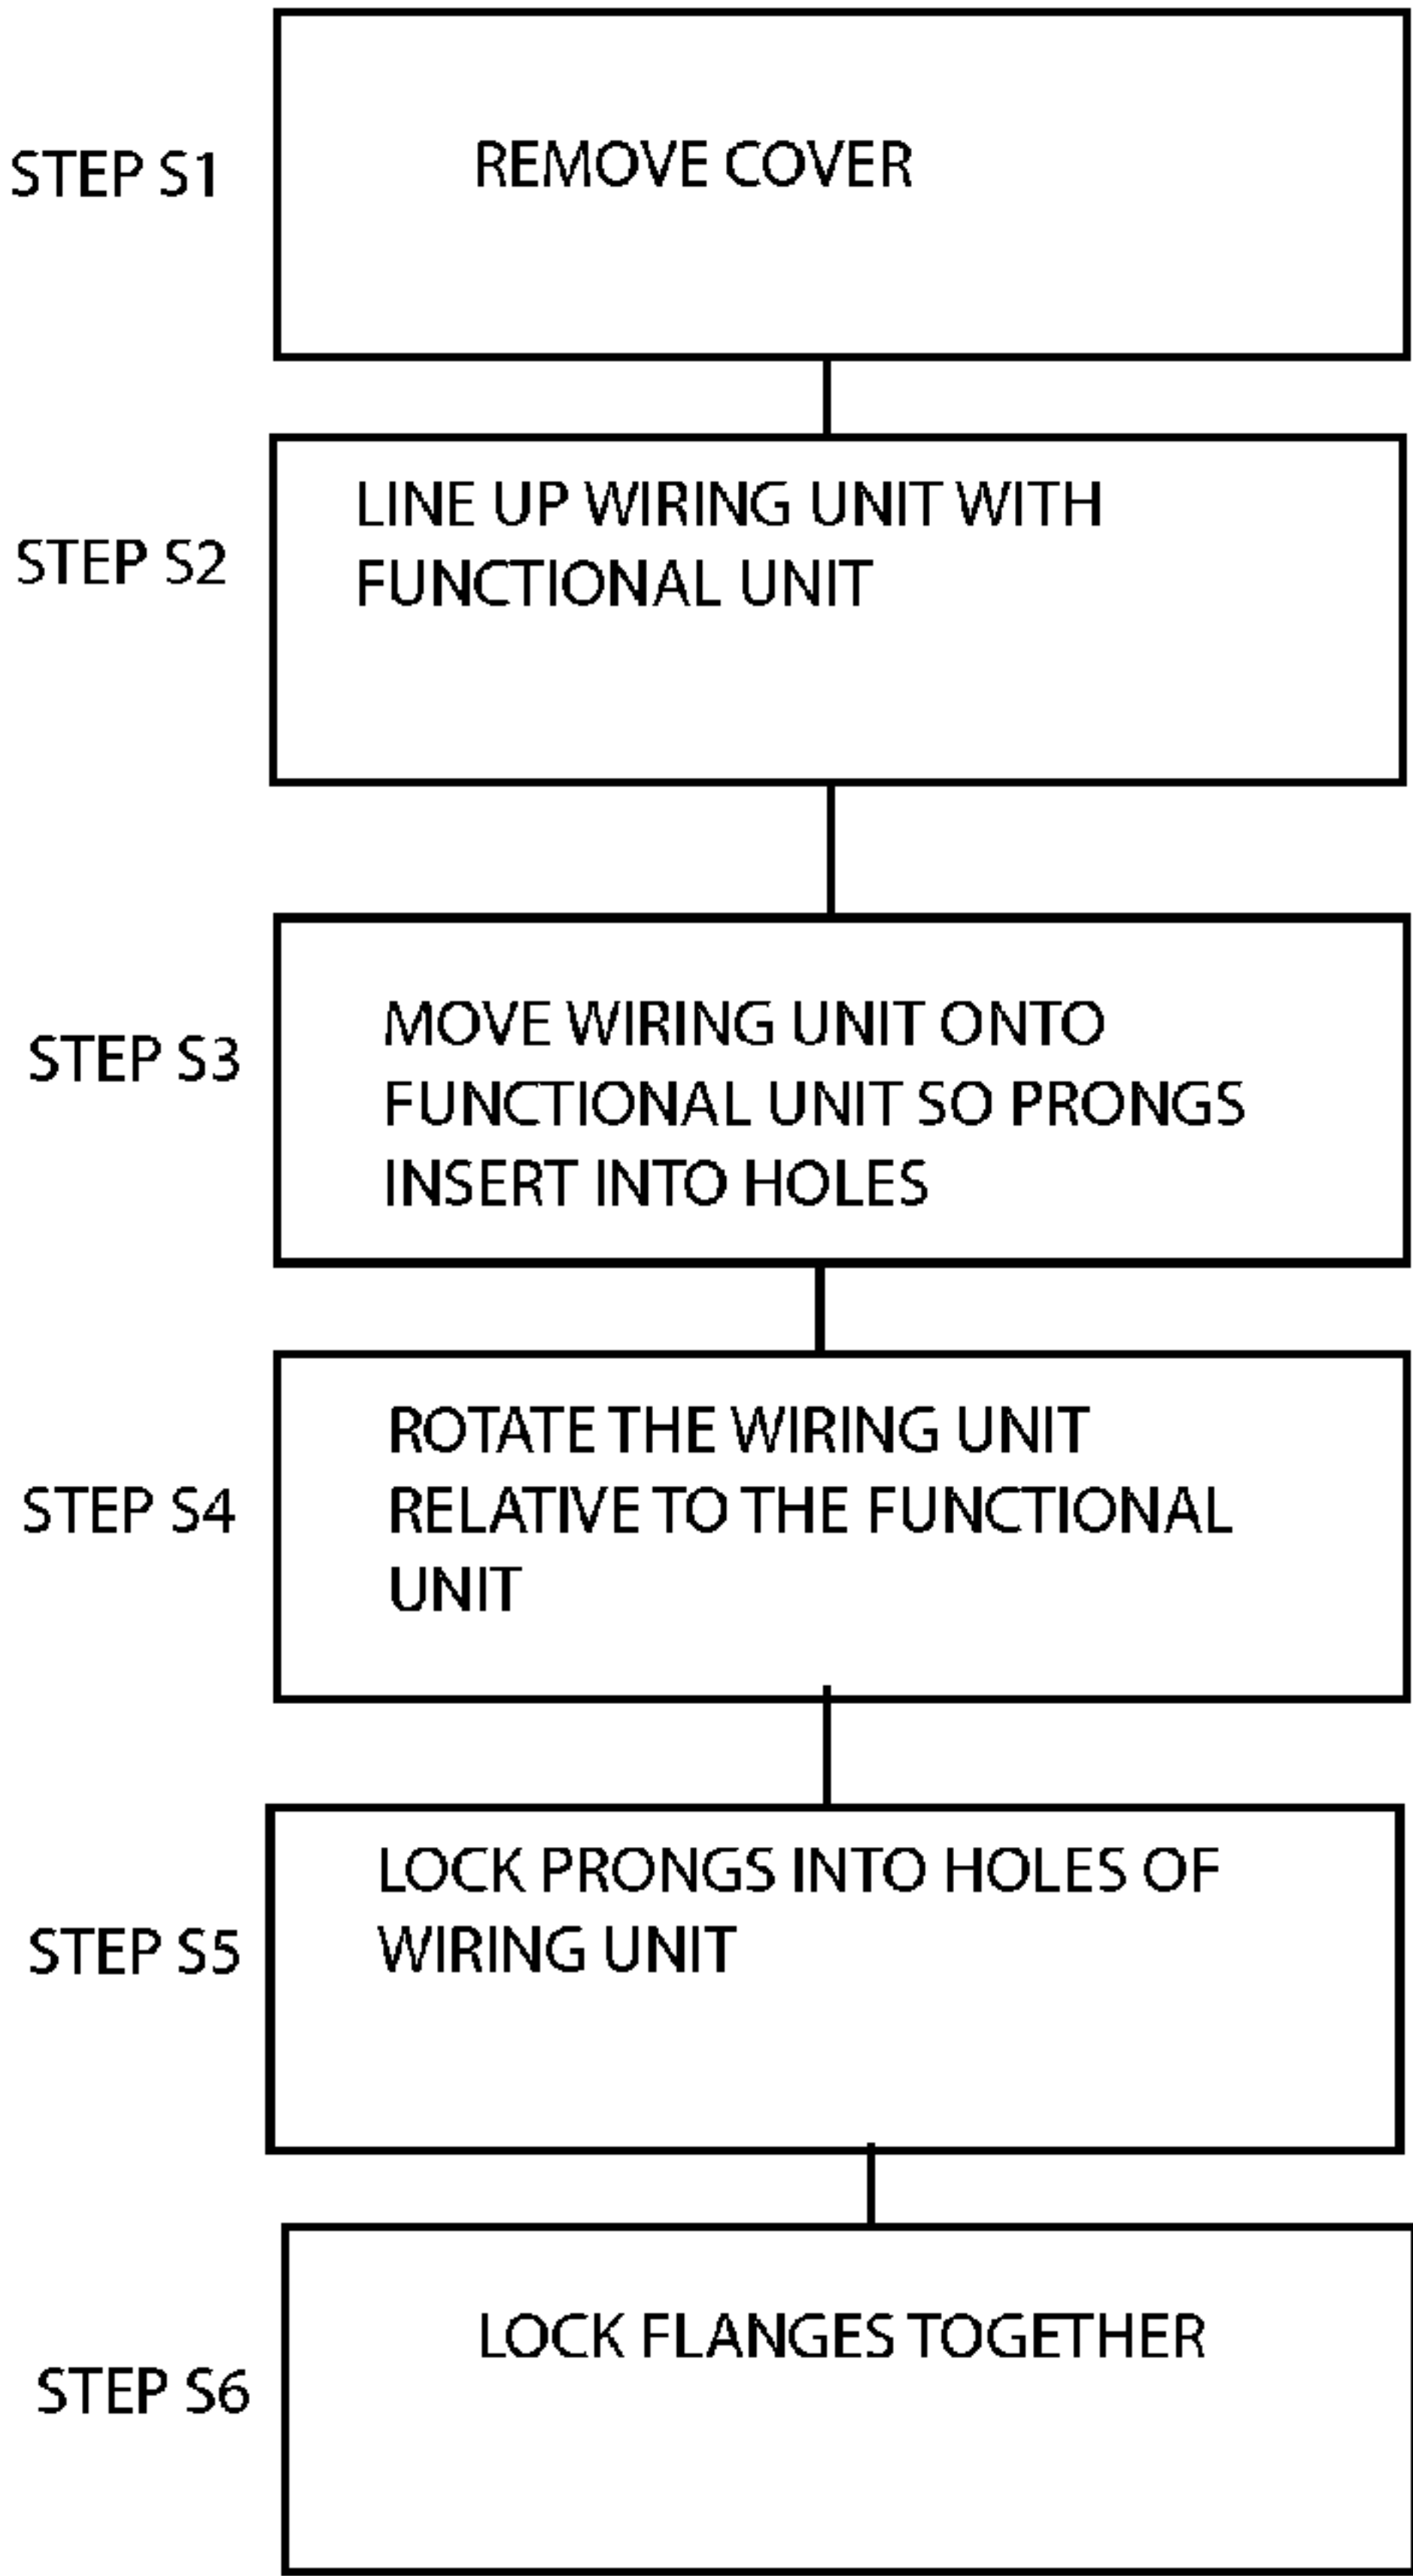 STEP S1
REMOVE COVER
STEP S2
LINE UP WIRING UNIT WITH
FUNCTIONAL UNIT
STEP S3
MOVE WIRING UNIT ONTO
FUNCTIONAL UNIT SO PRONGS
INSERT INTO HOLES
STEP S4
ROTATE THE WIRING UNIT
RELATIVE TO THE FUNCTIONAL
UNIT
STEP S5
LOCK PRONGS INTO HOLES OF
WIRING UNIT
STEP S6
LOCK FLANGES TOGETHER